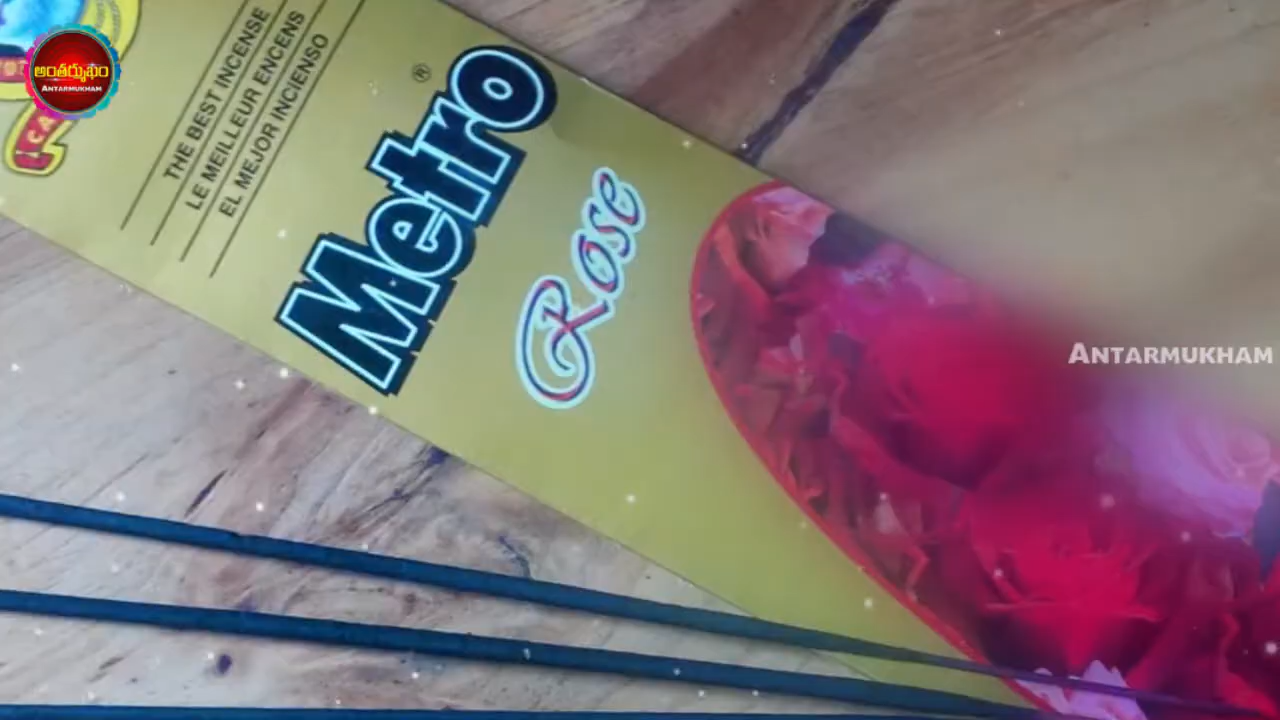 అంతర్ముఖం
ANTARMUKHAM
THE BEST INCENSE
LE MEILLEUR ENCENS
EL MEJOR INCIENSO
Metro
®
Rose
ANTARMUKHAM